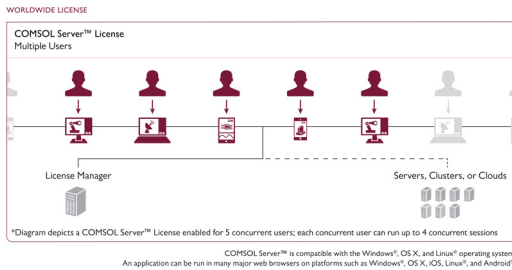 WORLDWIDE LICENSE
COMSOL Server™ License
Multiple Users
License Manager
Servers, Clusters, or Clouds
*Diagram depicts a COMSOL Server™ License enabled for 5 concurrent users; each concurrent user can run up to 4 concurrent sessions
COMSOL Server™ is compatible with the Windows®, OS X, and Linux® operating system
An application can be run in many major web browsers on platforms such as Windows®, OS X, iOS, Linux®, and Android